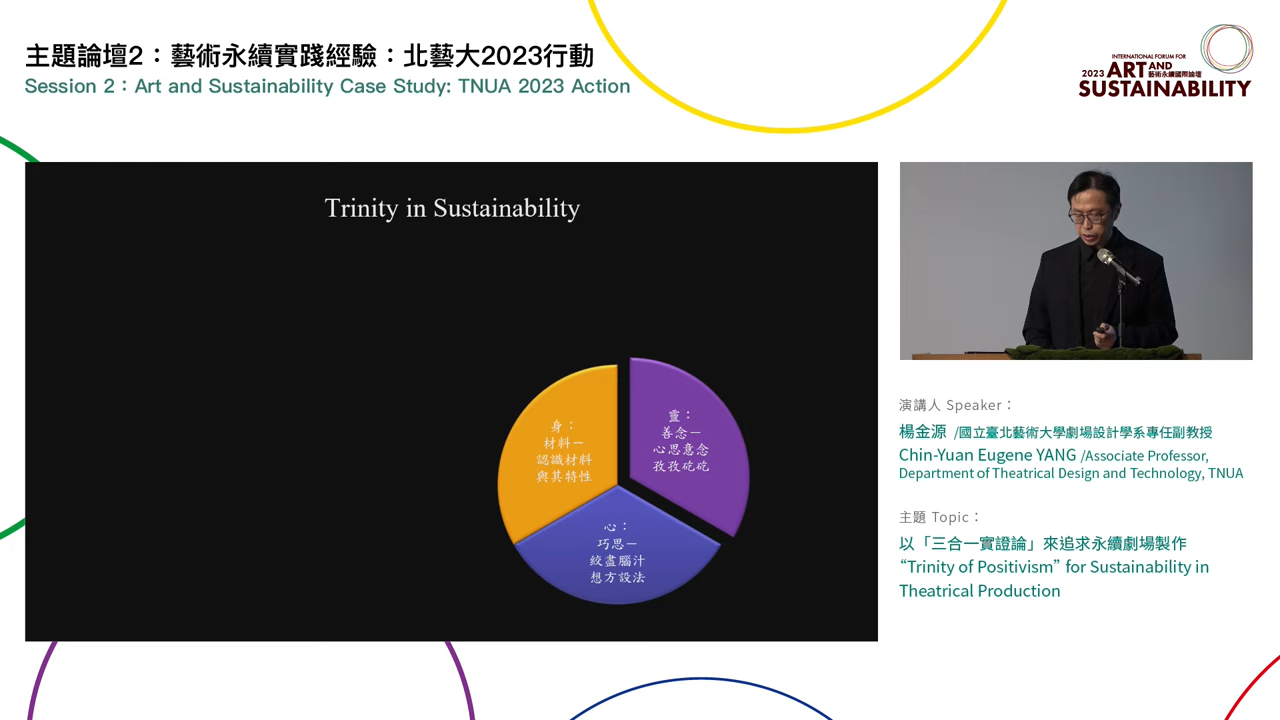 主題論壇2：藝術永續實踐經驗：北藝大2023行動
Session 2：Art and Sustainability Case Study: TNUA 2023 Action
INTERNATIONAL FORUM FOR
2023 ART AND 藝術永續國際論壇
SUSTAINABILITY
Trinity in Sustainability
身：
材料－
認識材料
與其特性
靈：
善念－
心思意念
孜孜矻矻
心：
巧思－
絞盡腦汁
想方設法
演講人 Speaker：
楊金源 /國立臺北藝術大學劇場設計學系專任副教授
Chin-Yuan Eugene YANG /Associate Professor,
Department of Theatrical Design and Technology, TNUA
主題 Topic：
以「三合一實證論」來追求永續劇場製作
“Trinity of Positivism” for Sustainability in
Theatrical Production